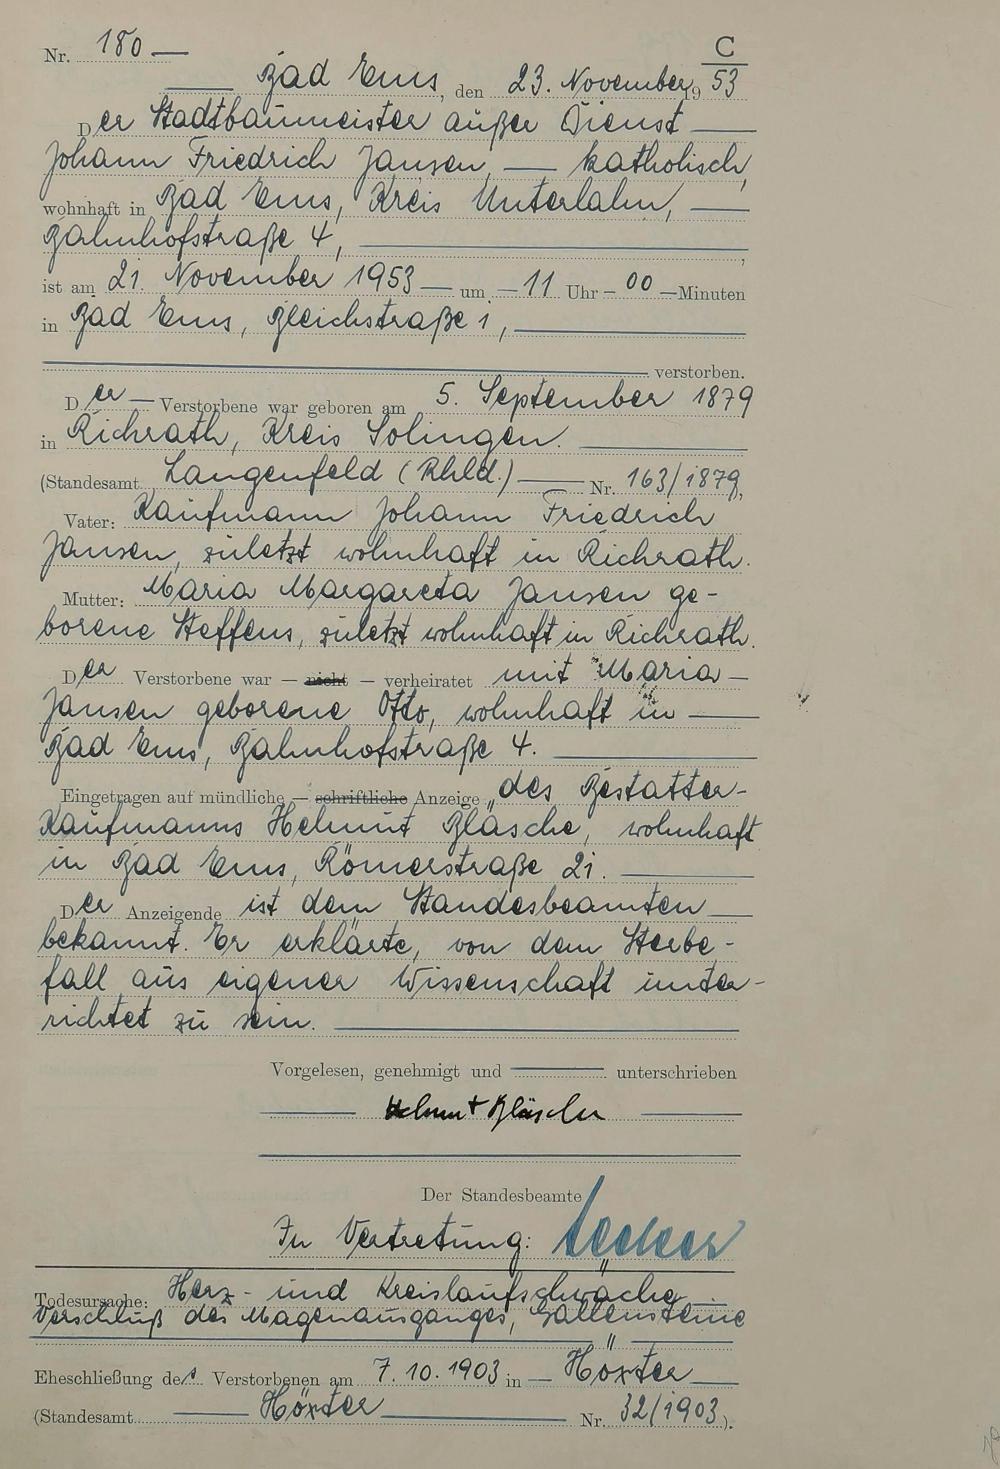 Nr. 180 —
C
Bad Ems, den 23. November 19 53
Der Stadtbaumeister außer Dienst
Johann Friedrich Jansen, — katholisch,
wohnhaft in Bad Ems, Kreis Unterlahn, —
Bahnhofstraße 4,
ist am 21. November 1953 — um — 11 Uhr — 00 — Minuten
in Bad Ems, Bleichstraße 1,
verstorben.
Der — Verstorbene war geboren am 5. September 1879
in Richrath, Kreis Solingen.
(Standesamt Langenfeld (Rhld.) — Nr. 163/1879,
Vater: Kaufmann Johann Friedrich
Jansen, zuletzt wohnhaft in Richrath.
Mutter: Maria Margareta Jansen ge-
borene Steffens, zuletzt wohnhaft in Richrath.
Der Verstorbene war — nicht — verheiratet mit Maria —
Jansen geborene Otto, wohnhaft in —
Bad Ems, Bahnhofstraße 4.
Eingetragen auf mündliche — schriftliche Anzeige des Bestatter-
Kaufmanns Helmut Bläsche, wohnhaft
in Bad Ems, Römerstraße 21.
Der Anzeigende ist dem Standesbeamten
bekannt. Er erklärte, von dem Sterbe-
fall aus eigener Wissenschaft unter-
richtet zu sein.
Vorgelesen, genehmigt und — unterschrieben
Helmut Bläsche
Der Standesbeamte
In Vertretung:
Todesursache: Herz- und Kreislaufschwäche —
Verschluß des Magenausganges, Gallensteine
Eheschließung des Verstorbenen am 7. 10. 1903 in — Höxter —
(Standesamt — Höxter — Nr. 32/1903 ).